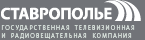 СТАВРОПОЛЬЕ
ГОСУДАРСТВЕННАЯ ТЕЛЕВИЗИОННАЯ
И РАДИОВЕЩАТЕЛЬНАЯ КОМПАНИЯ